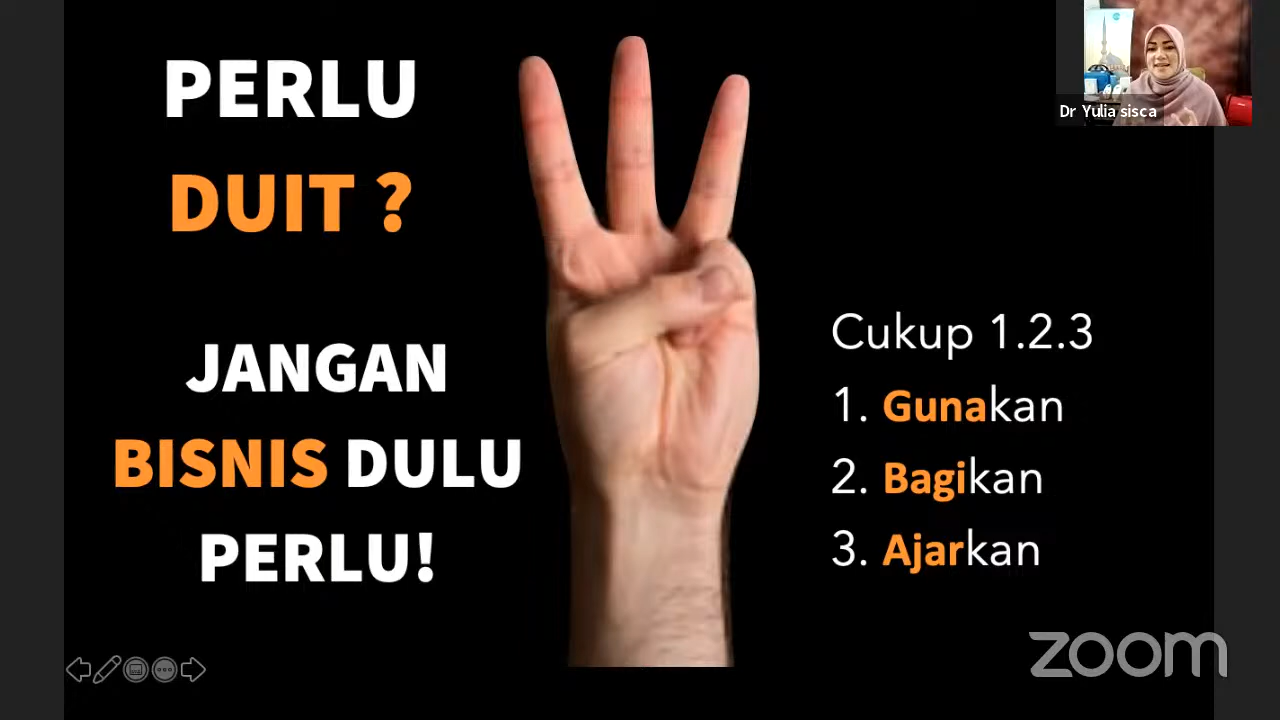 PERLU
DUIT ?
JANGAN
BISNIS DULU
PERLU!
Cukup 1.2.3
1. Gunakan
2. Bagikan
3. Ajarkan
Dr Yulia sisca
zoom